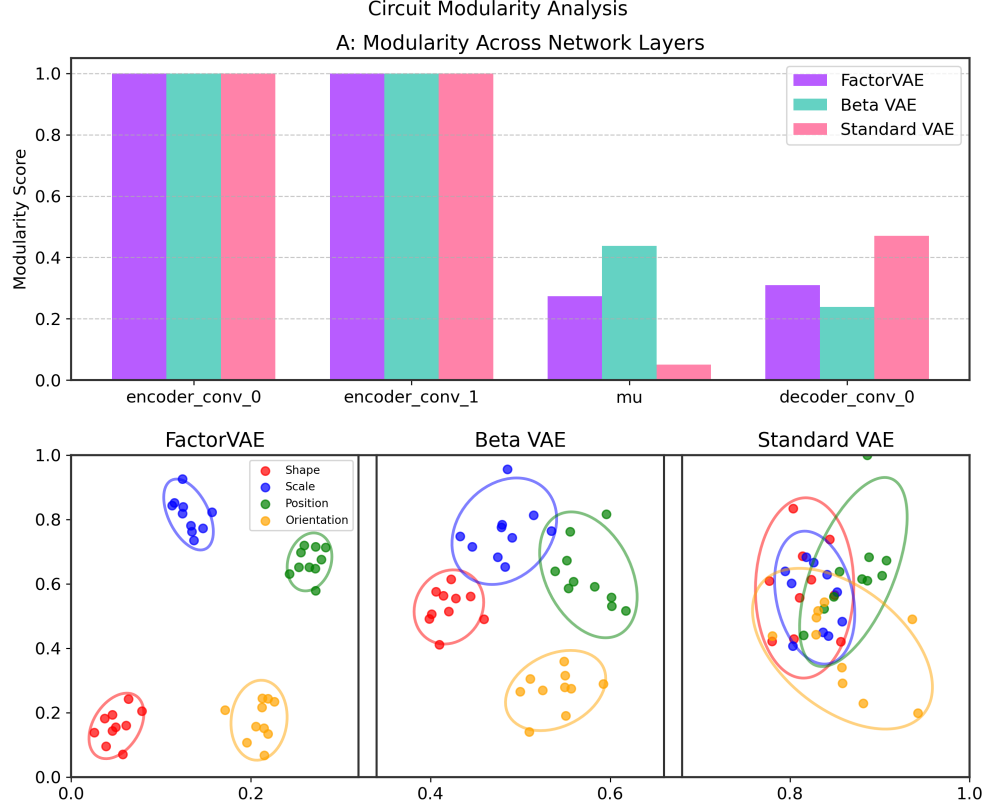 Circuit Modularity Analysis
A: Modularity Across Network Layers
Modularity Score
1.0
0.8
0.6
0.4
0.2
0.0
FactorVAE
Beta VAE
Standard VAE
encoder_conv_0
encoder_conv_1
mu
decoder_conv_0
FactorVAE
Beta VAE
Standard VAE
1.0
0.8
0.6
0.4
0.2
0.0
Shape
Scale
Position
Orientation
0.0
0.2
0.4
0.6
0.8
1.0